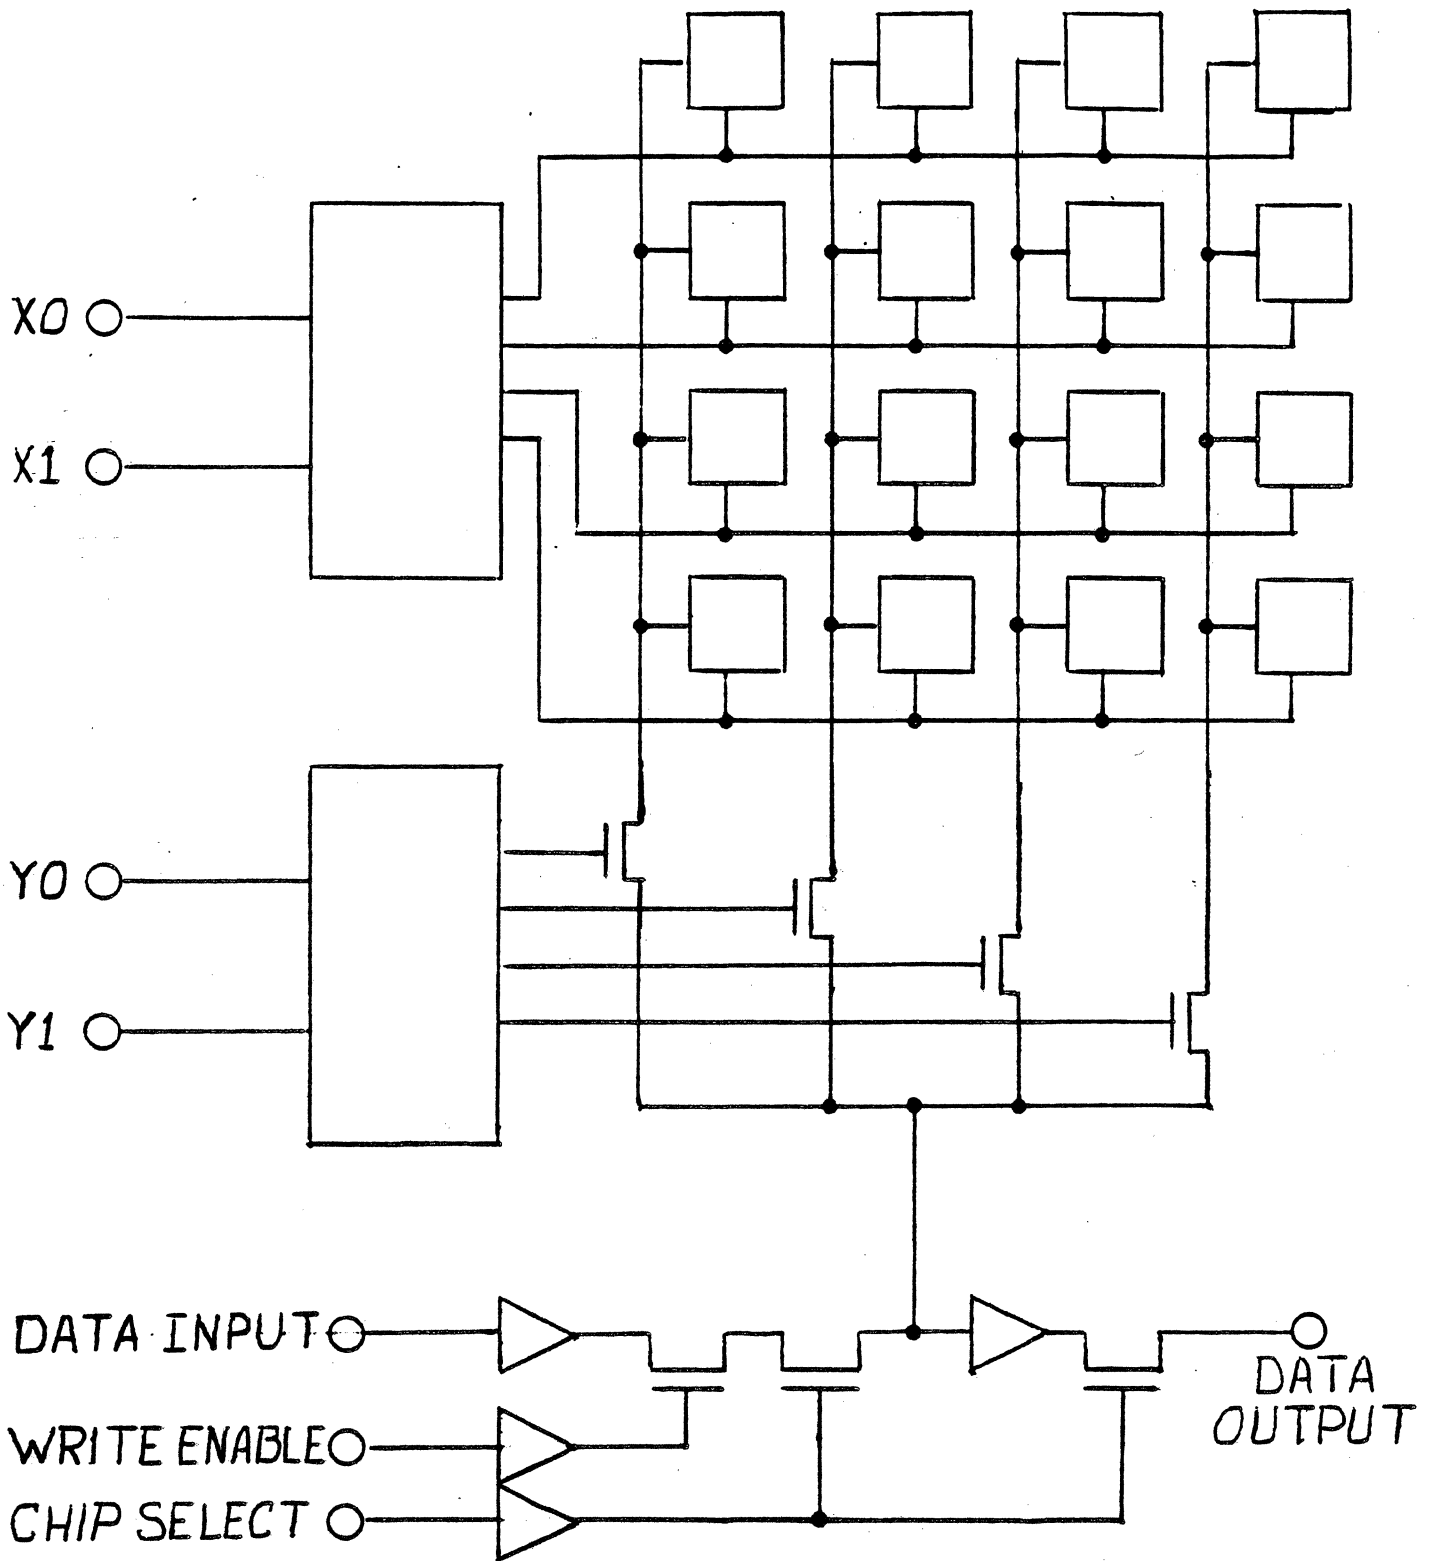 X0
X1
Y0
Y1
DATA INPUT
DATA
OUTPUT
WRITE ENABLE
CHIP SELECT